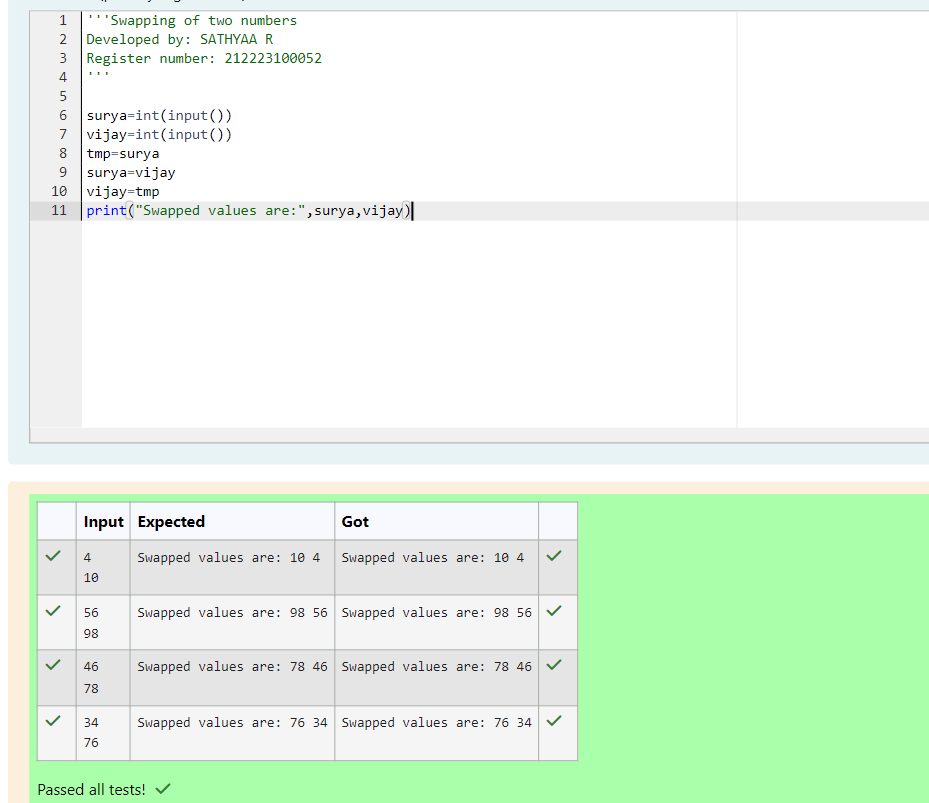 1 '''Swapping of two numbers
2 Developed by: SATHYAA R
3 Register number: 212223100052
4 '''
5
6 surya=int(input())
7 vijay=int(input())
8 tmp=surya
9 surya=vijay
10 vijay=tmp
11 print("Swapped values are:",surya,vijay)
Input Expected Got
4 Swapped values are: 10 4 Swapped values are: 10 4
10
56 Swapped values are: 98 56 Swapped values are: 98 56
98
46 Swapped values are: 78 46 Swapped values are: 78 46
78
34 Swapped values are: 76 34 Swapped values are: 76 34
76
Passed all tests!